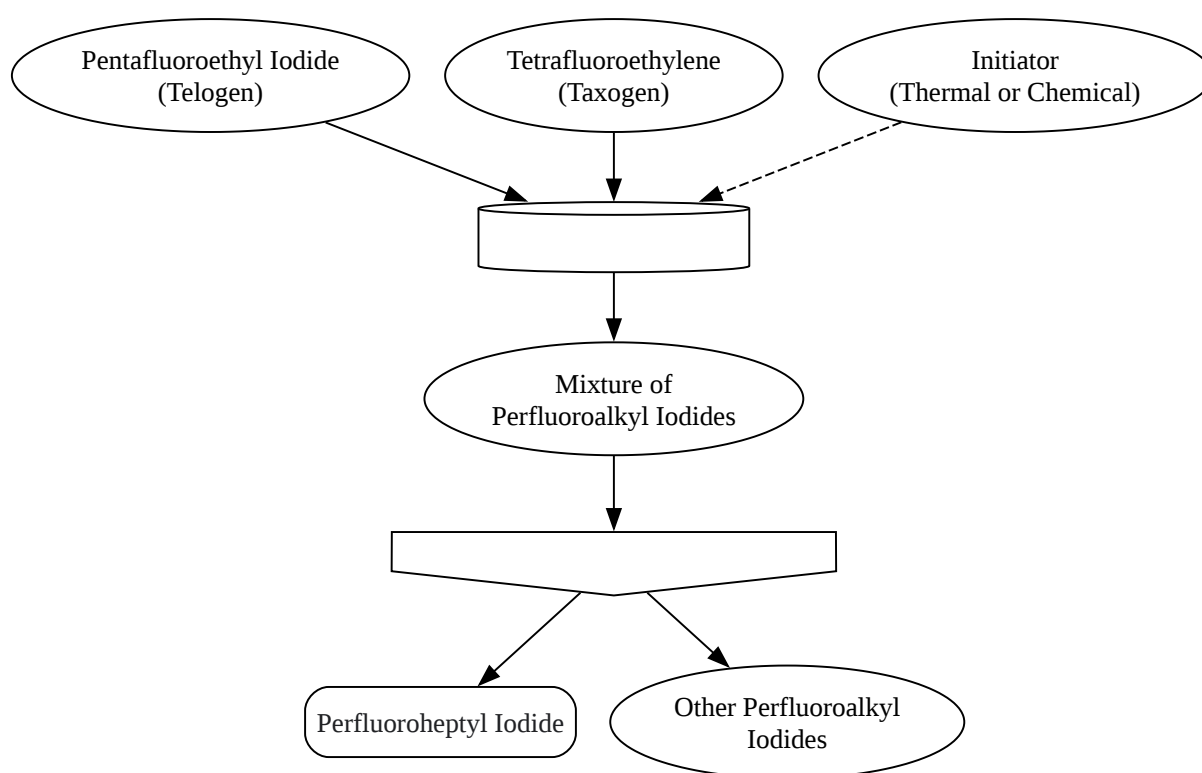 Pentafluoroethyl Iodide
(Telogen)
Tetrafluoroethylene
(Taxogen)
Initiator
(Thermal or Chemical)
Mixture of
Perfluoroalkyl Iodides
Perfluoroheptyl Iodide
Other Perfluoroalkyl
Iodides